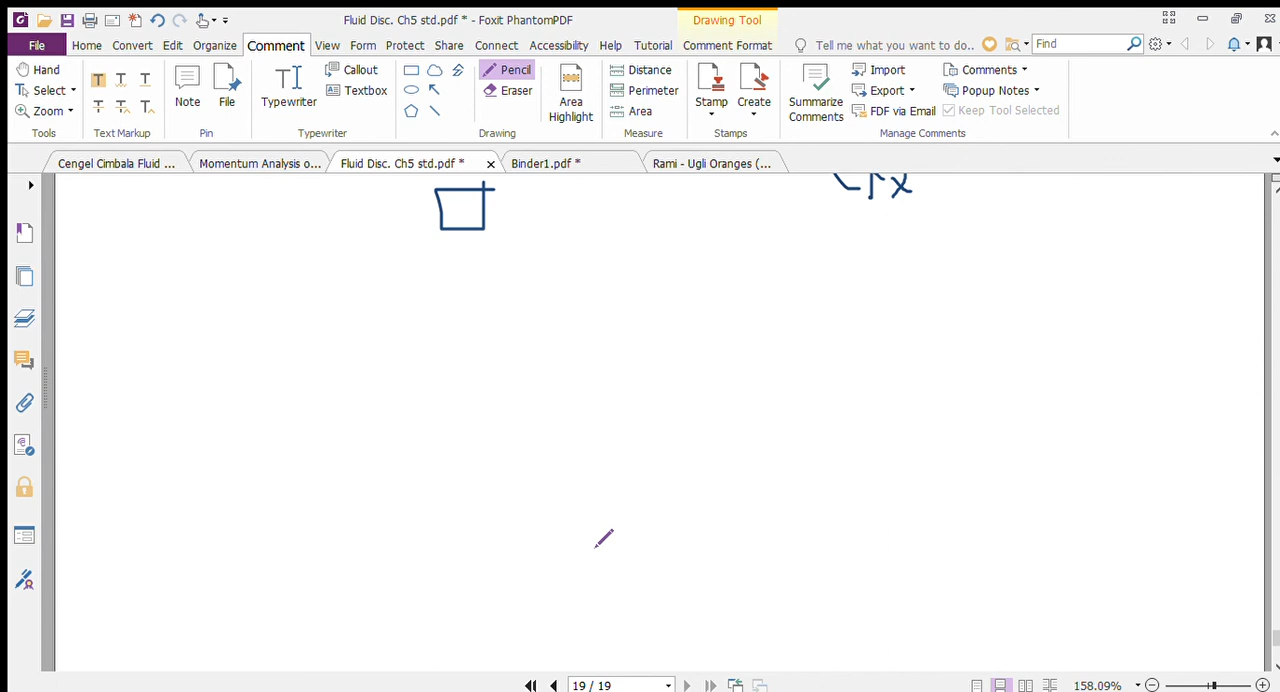 Fluid Disc. Ch5 std.pdf * - Foxit PhantomPDF
Drawing Tool
File Home Convert Edit Organize Comment View Form Protect Share Connect Accessibility Help Tutorial Comment Format Tell me what you want to do.. Find
Hand
Select
Zoom
Tools
T T T
T T T
Text Markup
Note
File
Pin
TI
Typewriter
Callout
Textbox
Typewriter
Pencil
Eraser
Drawing
Area
Highlight
Distance
Perimeter
Area
Measure
Stamp
Create
Stamps
Summarize
Comments
Import
Export
FDF via Email
Comments
Popup Notes
Keep Tool Selected
Manage Comments
Cengel Cimbala Fluid ...
Momentum Analysis o...
Fluid Disc. Ch5 std.pdf *
Binder1.pdf *
Rami - Ugli Oranges (...
19 / 19
158.09%